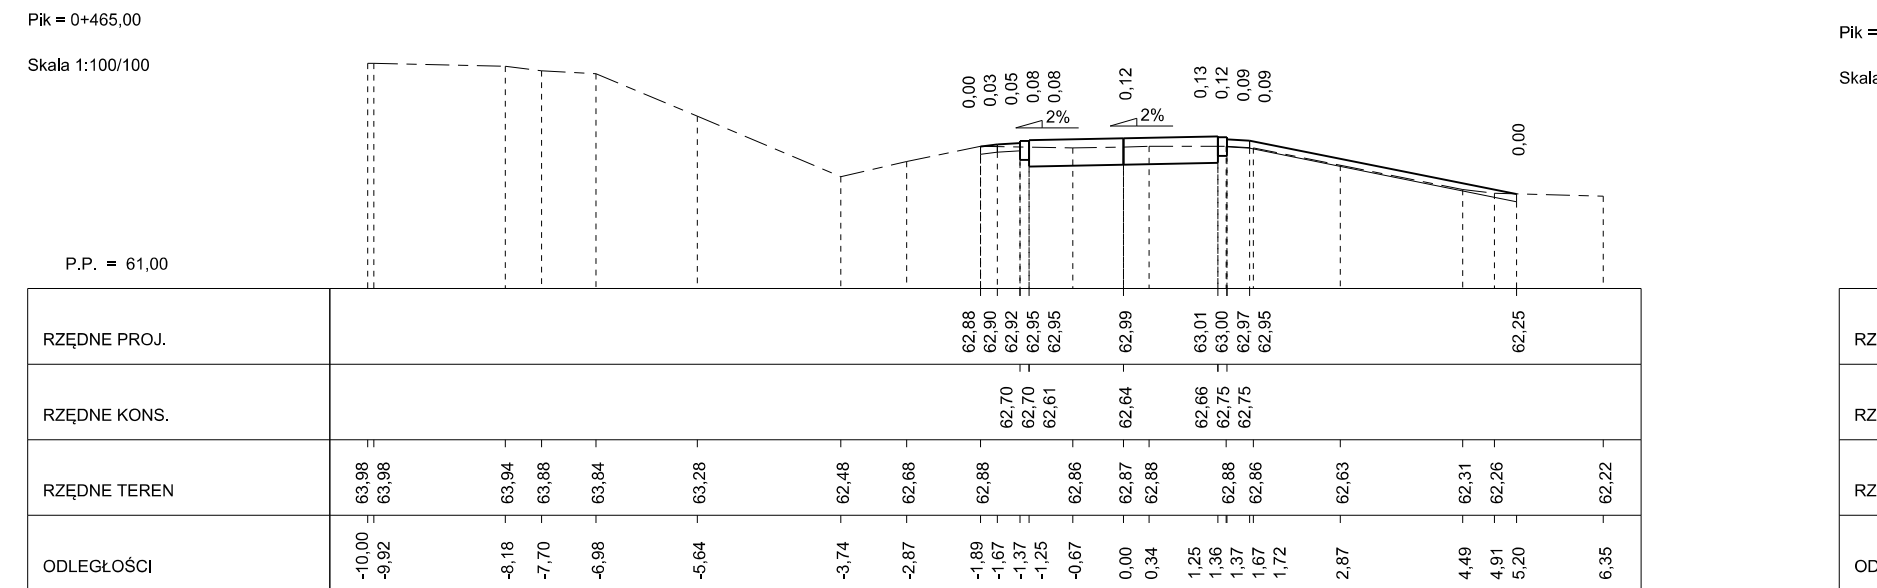 Pik = 0+465,00
Pik =
Skala 1:100/100
Skala
0,00 0,03 0,05 0,08 0,08 0,12 0,13 0,12 0,09 0,09 0,00
2% 2%
P.P. = 61,00
RZĘDNE PROJ. 62,88 62,90 62,92 62,95 62,95 62,99 63,01 63,00 62,97 62,95 62,25
RZ
RZĘDNE KONS. 62,70 62,70 62,61 62,64 62,66 62,75 62,75
RZ
RZĘDNE TEREN 63,98 63,98 63,94 63,88 63,84 63,28 62,48 62,68 62,88 62,86 62,87 62,88 62,88 62,86 62,63 62,31 62,26 62,22
RZ
ODLEGŁOŚCI -10,00 -9,92 -8,18 -7,70 -6,98 -5,64 -3,74 -2,87 -1,89 -1,67 -1,37 -1,25 -0,67 0,00 0,34 1,25 1,36 1,37 1,67 1,72 2,87 4,49 4,91 5,20 6,35
OD